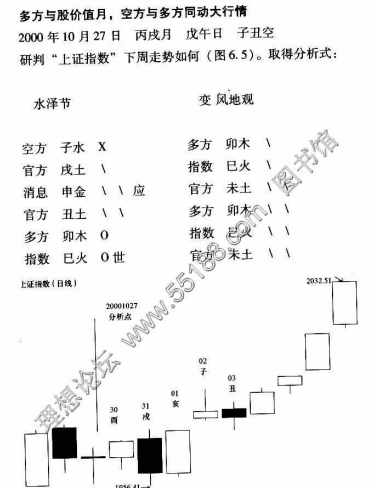 多方与股价值月，空方与多方同动大行情
2000 年 10 月 27 日 丙戌月 戊午日 子丑空
研判“上证指数”下周走势如何（图6.5）。取得分析式：
水泽节 变 风地观
空方 子水 X 多方 卯木 \
官方 戌土 \ 指数 巳火 \
消息 申金 \ \ 应 官方 未土 \ \
官方 丑土 \ \ 多方 卯木 \ \
多方 卯木 O 指数 巳火 \ \
指数 巳火 O 世 官方 未土 \ \
上证指数（日线）
2032.51
20001027
分析点
02
子
03
丑
01
亥
31
戌
30
酉
1956.41
理想论坛 www.55188.com 图书馆